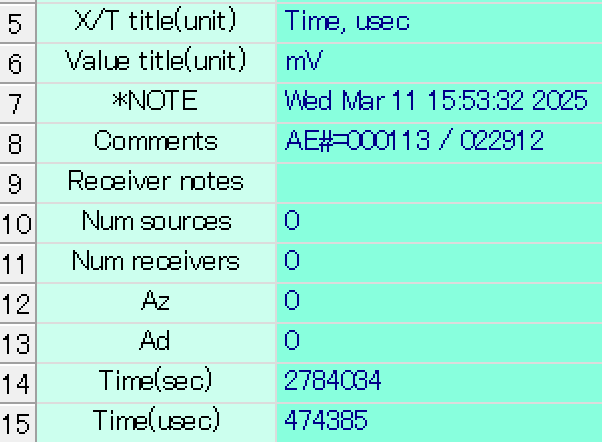 5 X/T title(unit) Time, usec
6 Value title(unit) mV
7 *NOTE Wed Mar 11 15:53:32 2025
8 Comments AE#=000113 / 022912
9 Receiver notes
10 Num sources 0
11 Num receivers 0
12 Az 0
13 Ad 0
14 Time(sec) 2784034
15 Time(usec) 474385